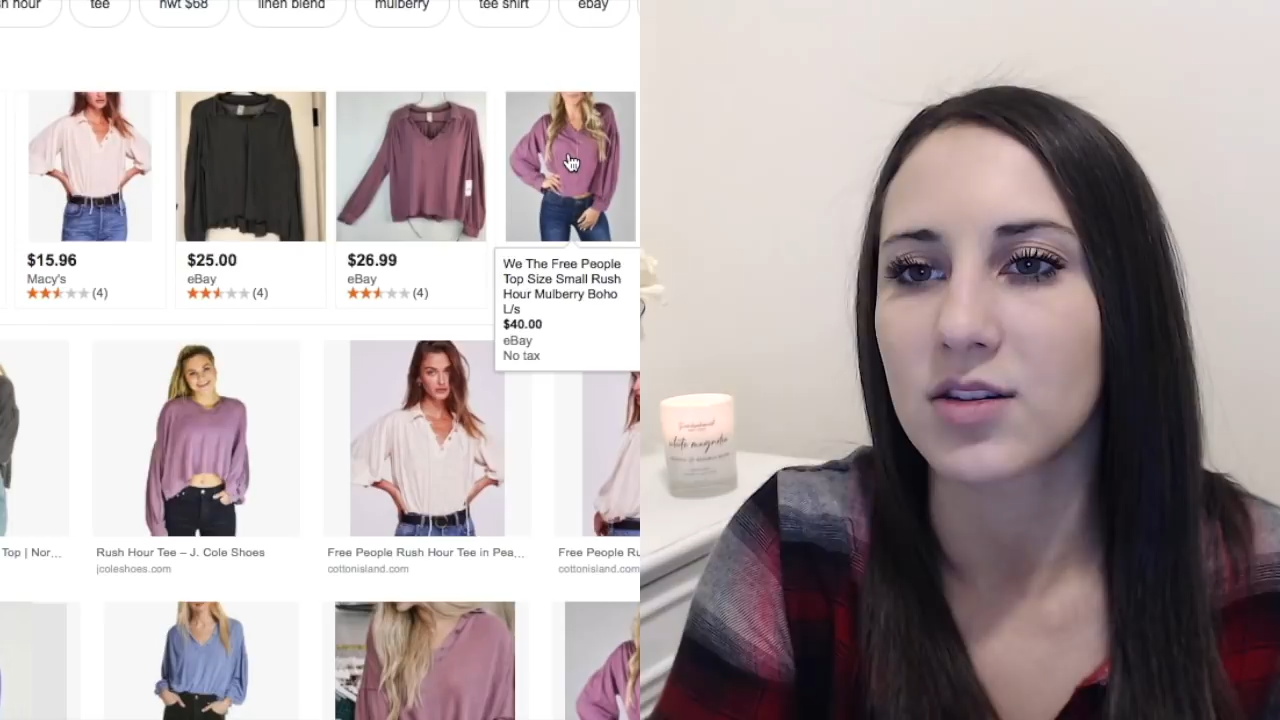 n hour
tee
nwt $68
linen blend
mulberry
tee shirt
ebay
$15.96
Macy's
(4)
$25.00
eBay
(4)
$26.99
eBay
(4)
We The Free People
Top Size Small Rush
Hour Mulberry Boho
L/s
$40.00
eBay
No tax
white magnolia
Top | Nor...
Rush Hour Tee – J. Cole Shoes
jcoleshoes.com
Free People Rush Hour Tee in Pea,...
cottonisland.com
Free People Ru
cottonisland.com